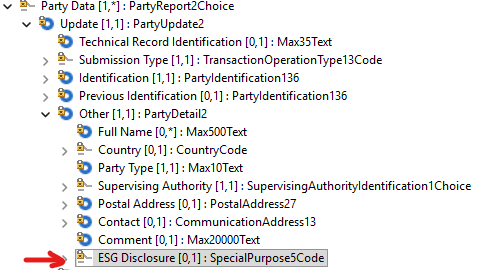 Party Data [1,*] : PartyReport2Choice
Update [1,1] : PartyUpdate2
Technical Record Identification [0,1] : Max35Text
Submission Type [1,1] : TransactionOperationType13Code
Identification [1,1] : PartyIdentification136
Previous Identification [0,1] : PartyIdentification136
Other [1,1] : PartyDetail2
Full Name [0,*] : Max500Text
Country [0,1] : CountryCode
Party Type [1,1] : Max10Text
Supervising Authority [1,1] : SupervisingAuthorityIdentification1Choice
Postal Address [0,1] : PostalAddress27
Contact [0,1] : CommunicationAddress13
Comment [0,1] : Max20000Text
ESG Disclosure [0,1] : SpecialPurpose5Code